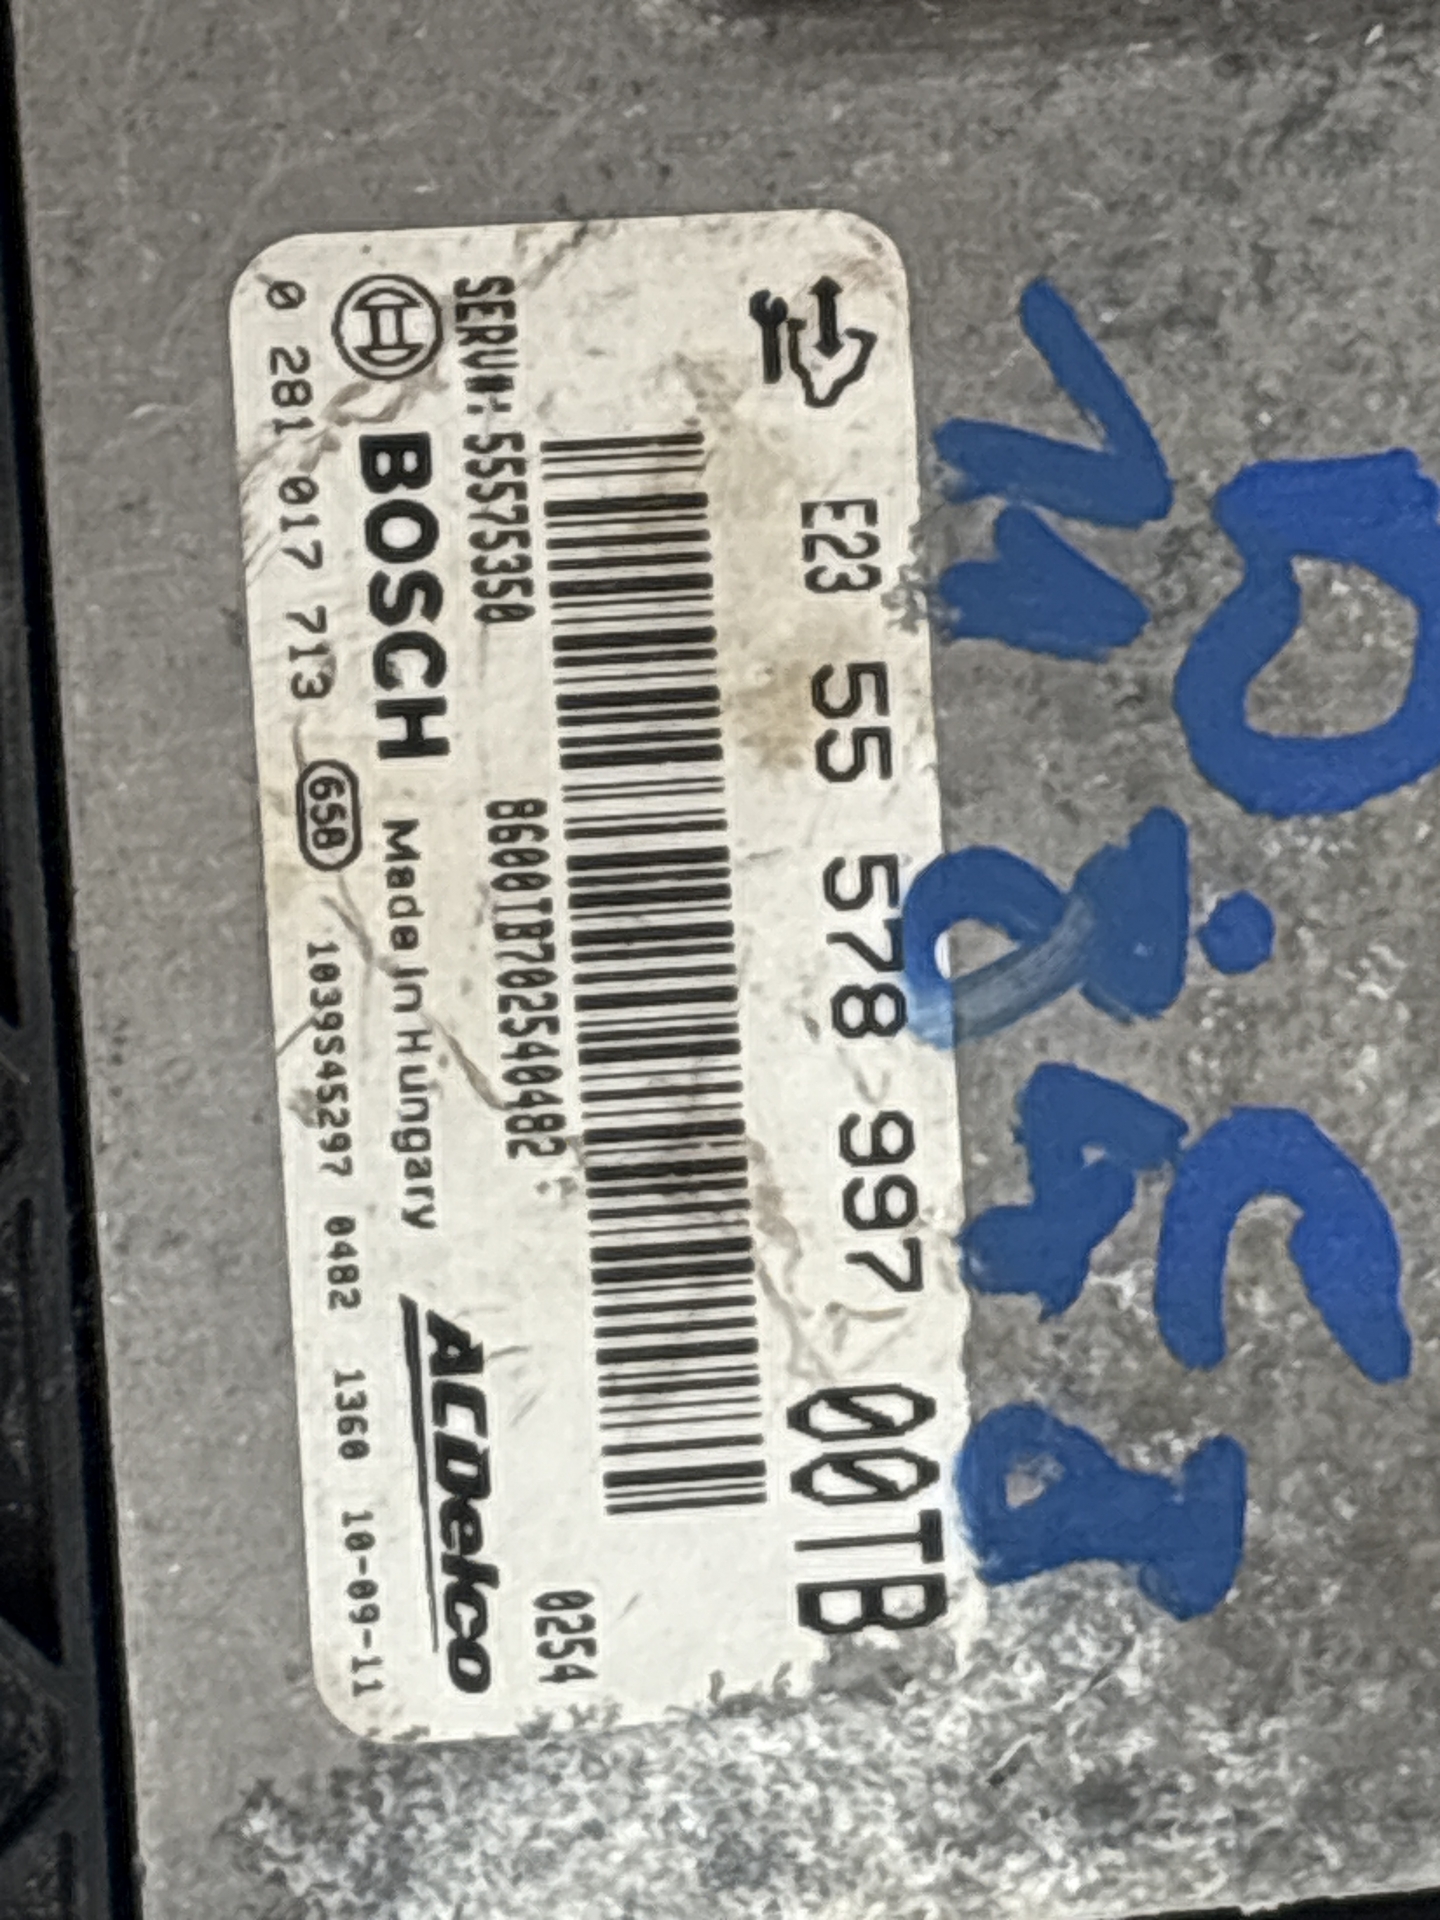 E23 55 578 997 00TB
SERV#: 55575350 8600TB702540482 0254
BOSCH Made in Hungary ACDelco
0 281 017 713 658 1039S45297 0482 1360 10-09-11